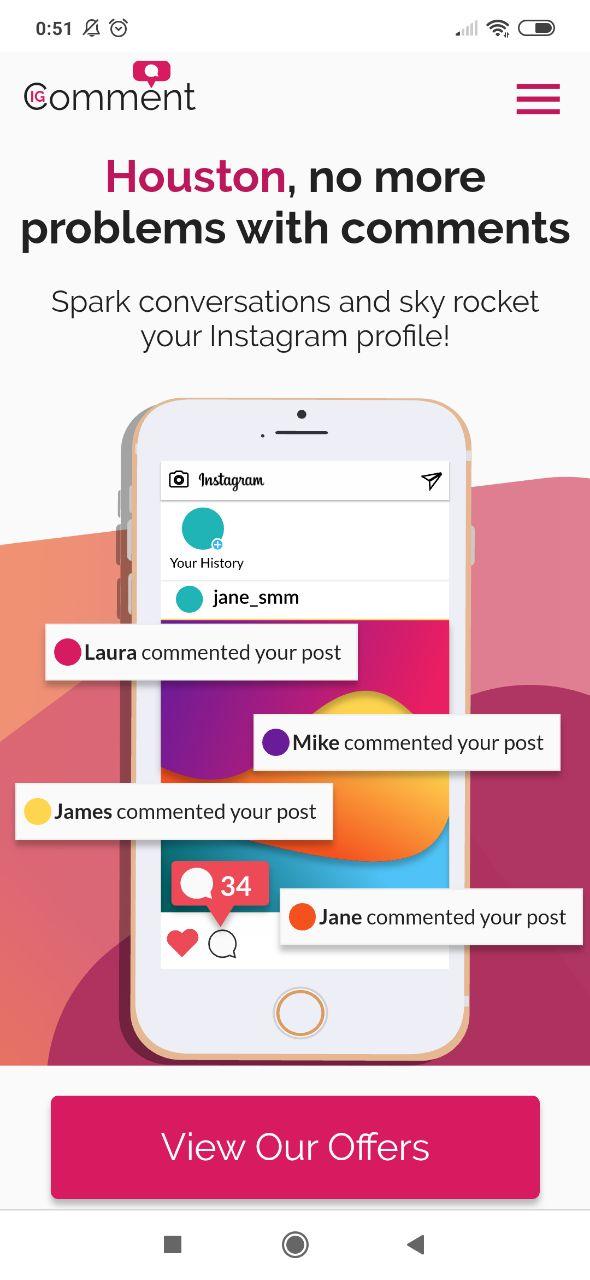 0:51
IG
Comment
Houston, no more
problems with comments
Spark conversations and sky rocket
your Instagram profile!
Instagram
Your History
jane_smm
Laura commented your post
Mike commented your post
James commented your post
34
Jane commented your post
View Our Offers